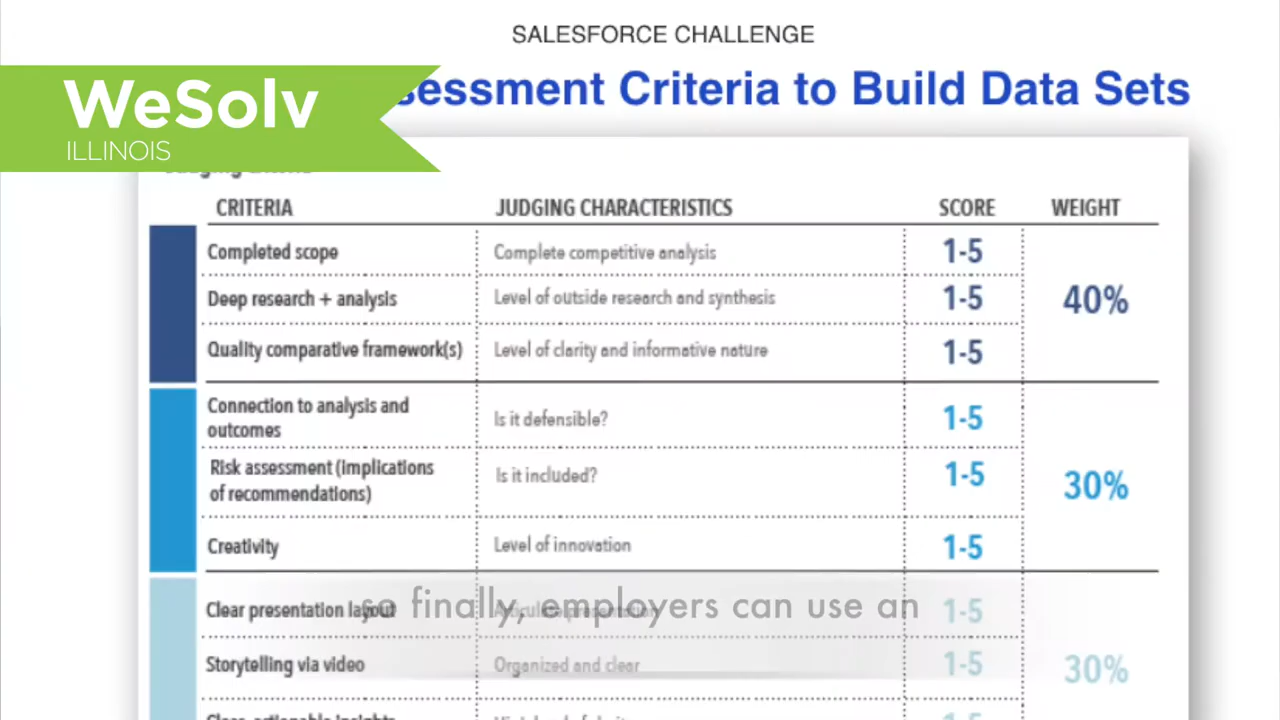 SALESFORCE CHALLENGE
sessment Criteria to Build Data Sets
WeSolv
ILLINOIS
CRITERIA JUDGING CHARACTERISTICS SCORE WEIGHT
Completed scope Complete competitive analysis 1-5
Deep research + analysis Level of outside research and synthesis 1-5 40%
Quality comparative framework(s) Level of clarity and informative nature 1-5
Connection to analysis and
outcomes Is it defensible? 1-5
Risk assessment (implications
of recommendations) Is it included? 1-5 30%
Creativity Level of innovation 1-5
Clear presentation layout 1-5
so finally, employers can use an
Storytelling via video Organized and clear 1-5 30%